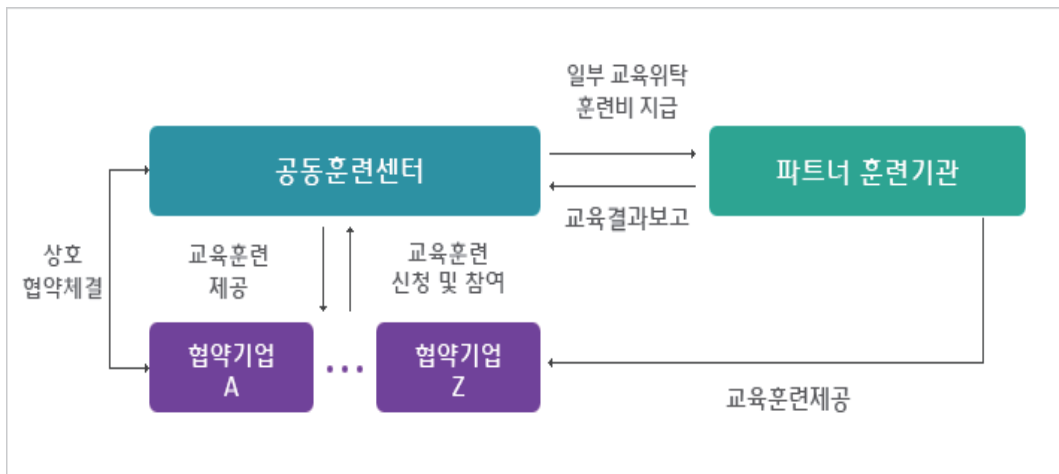 일부 교육위탁
훈련비 지급
공동훈련센터
파트너 훈련기관
교육결과보고
상호
협약체결
교육훈련
제공
교육훈련
신청 및 참여
협약기업
A
...
협약기업
Z
교육훈련제공